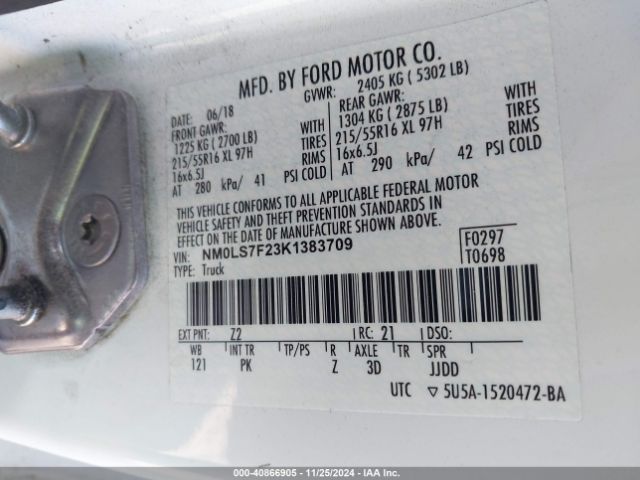 MFD. BY FORD MOTOR CO.
GVWR: 2405 KG ( 5302 LB)
DATE: 06/18
FRONT GAWR: WITH
1225 KG ( 2700 LB) TIRES
215/55R16 XL 97H RIMS
16x6.5J
AT 280 kPa/ 41 PSI COLD
REAR GAWR: WITH
1304 KG ( 2875 LB) TIRES
215/55R16 XL 97H RIMS
16x6.5J
AT 290 kPa/ 42 PSI COLD
THIS VEHICLE CONFORMS TO ALL APPLICABLE FEDERAL MOTOR
VEHICLE SAFETY AND THEFT PREVENTION STANDARDS IN
EFFECT ON THE DATE OF MANUFACTURE SHOWN ABOVE.
VIN: NM0LS7F23K1383709 F0297
TYPE: Truck T0698
EXT PNT: Z2 RC: 21 DSO:
WB INT TR TP/PS R AXLE TR SPR
121 PK Z 3D JJDD
UTC ▽ 5U5A-1520472-BA
000-40866905 - 11/25/2024 - IAA Inc.